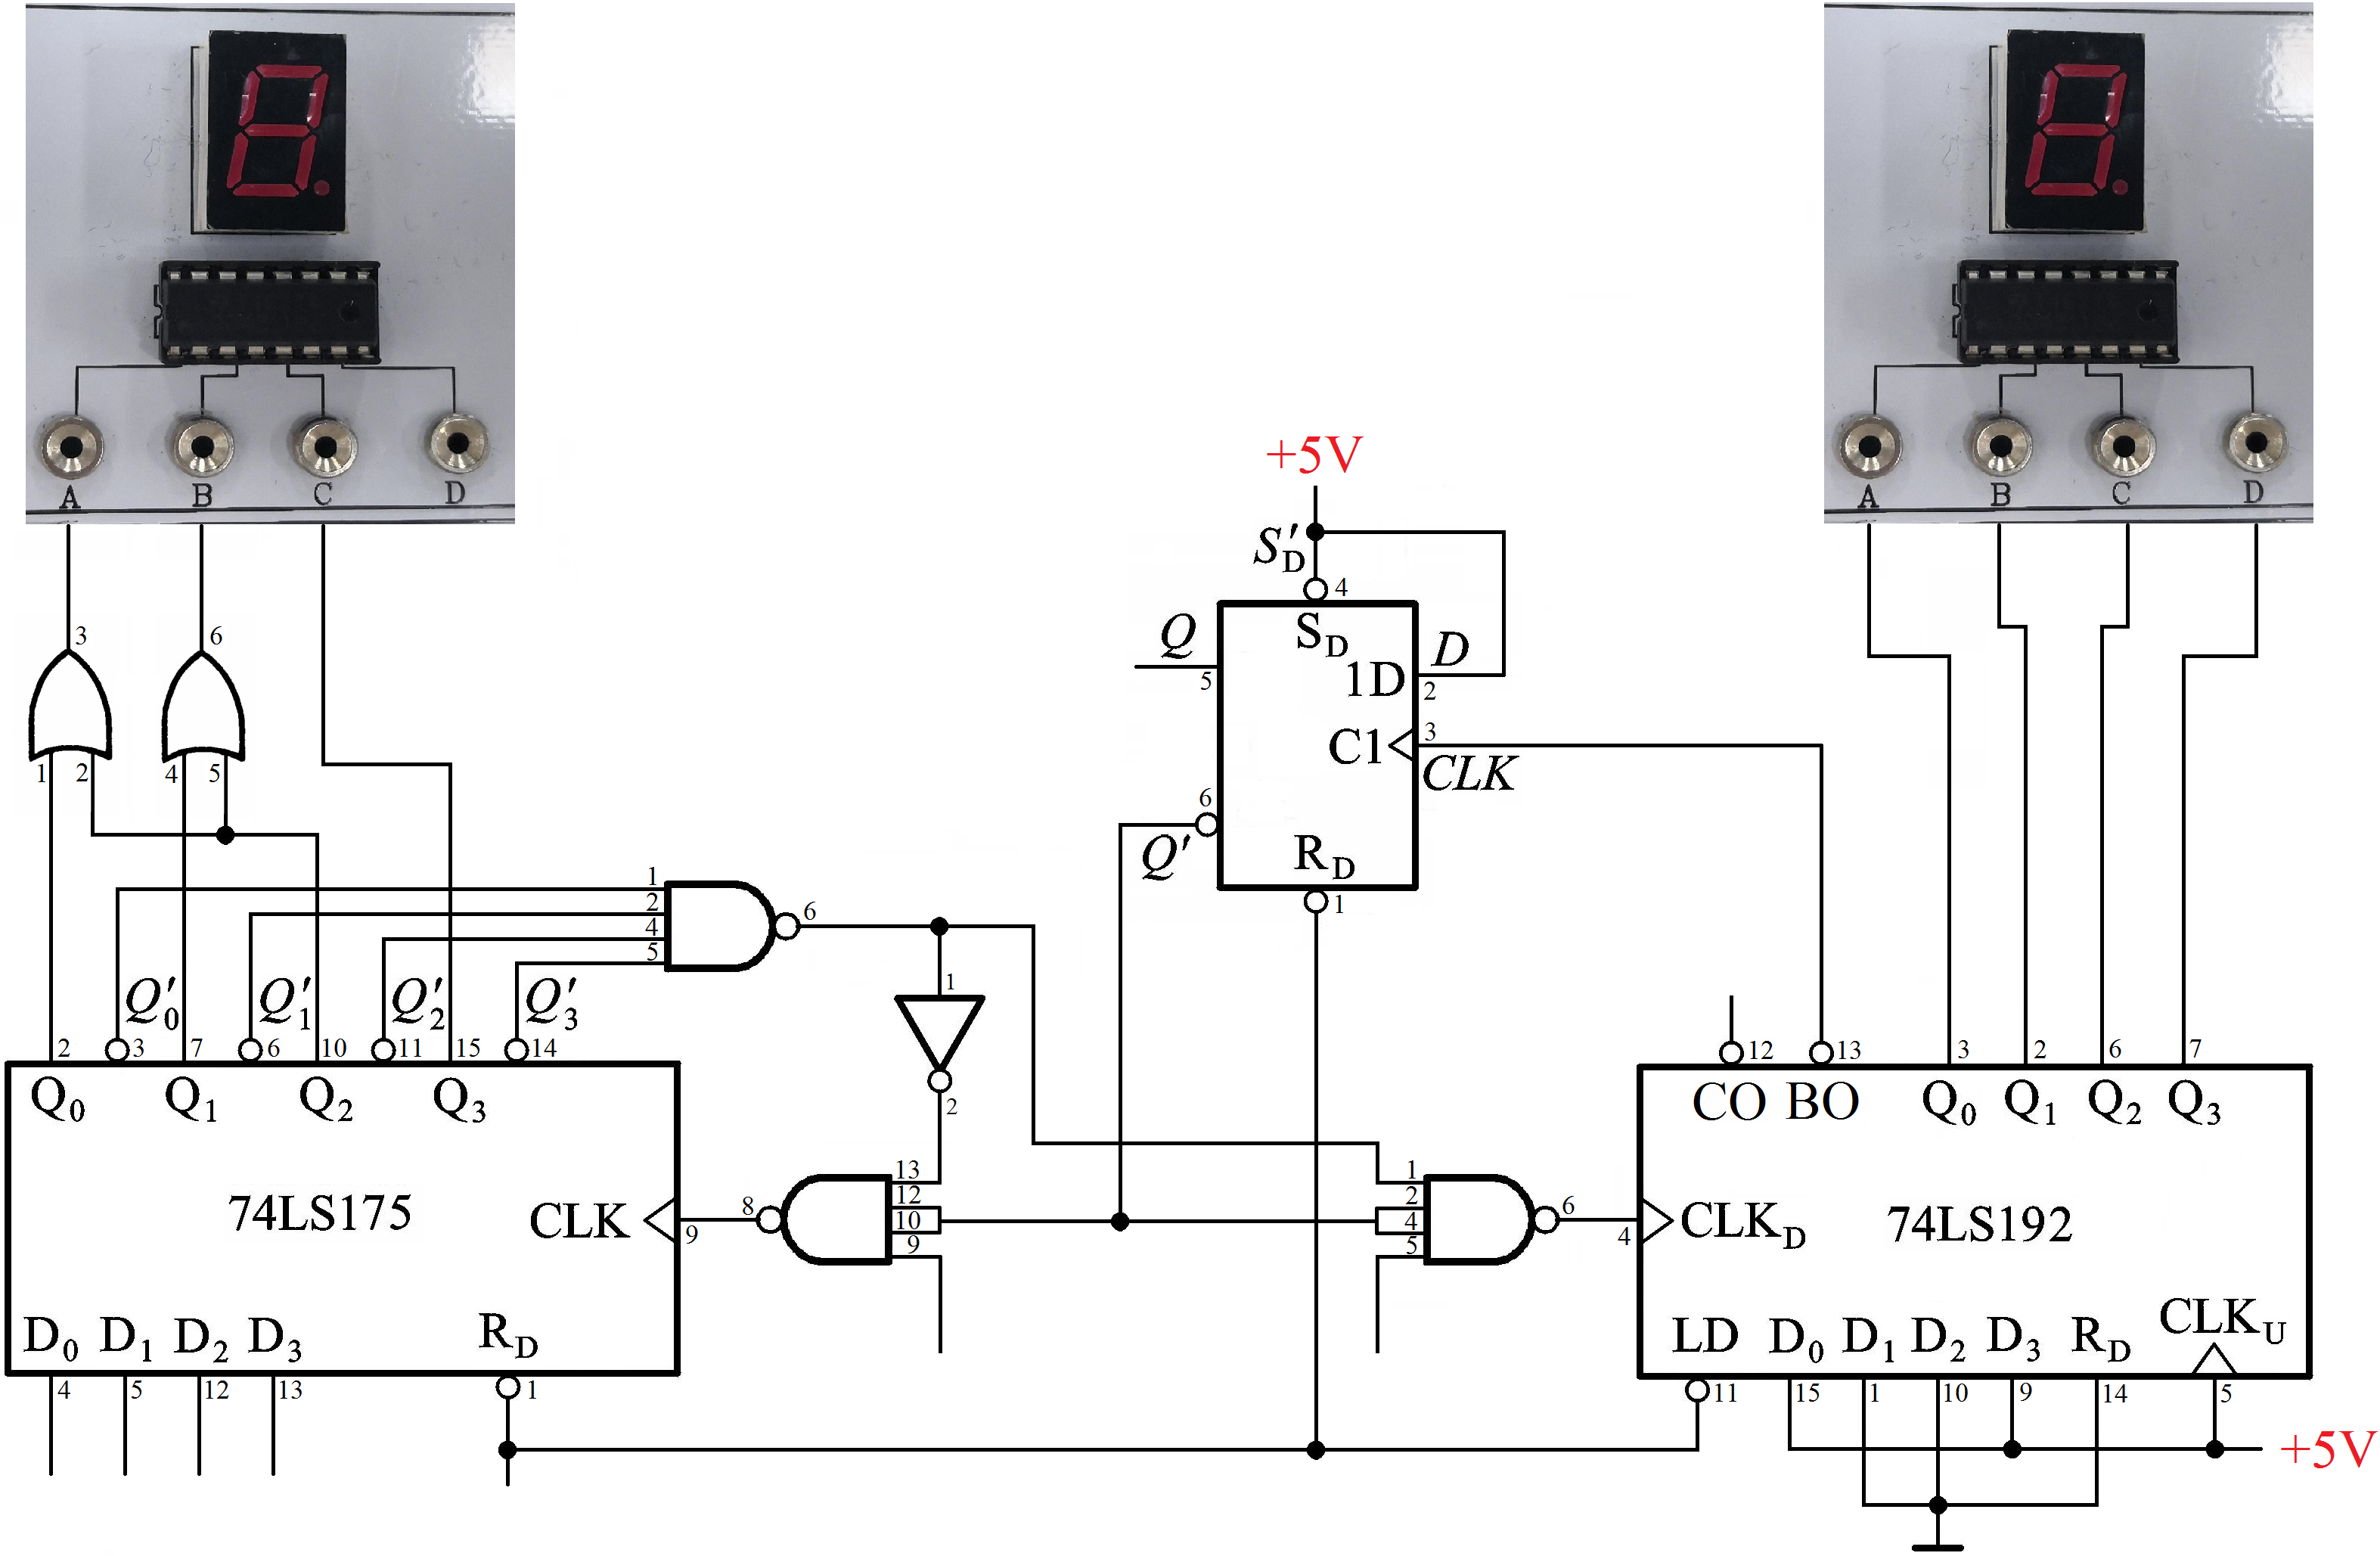 A B C D
A B C D
+5V
S′D
4
3 6
Q
SD
D
5
1D
2
1 2 4 5
C1
3
CLK
6
Q′
RD
1
1
2
4
5
6
Q′0 Q′1 Q′2 Q′3
1
2 3 7 6 10 11 15 14
12 13 3 2 6 7
Q0 Q1 Q2 Q3
CO BO Q0 Q1 Q2 Q3
2
13
12
10
9
8
1
2
4
5
6
74LS175
CLK
9
4
CLKD
74LS192
D0 D1 D2 D3 RD
LD D0 D1 D2 D3 RD CLKU
4 5 12 13 1
11 15 1 10 9 14 5
+5V